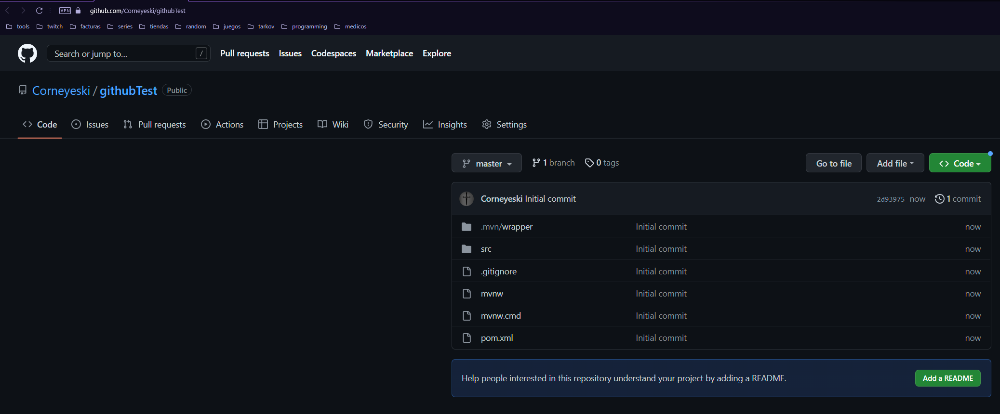 VPN github.com/Corneyeski/githubTest
tools twitch facturas series tiendas random juegos tarkov programming medicos
Search or jump to... / Pull requests Issues Codespaces Marketplace Explore
Corneyeski / githubTest Public
Code Issues Pull requests Actions Projects Wiki Security Insights Settings
master 1 branch 0 tags Go to file Add file Code
Corneyeski Initial commit 2d93975 now 1 commit
.mvn/wrapper Initial commit now
src Initial commit now
.gitignore Initial commit now
mvnw Initial commit now
mvnw.cmd Initial commit now
pom.xml Initial commit now
Help people interested in this repository understand your project by adding a README. Add a README